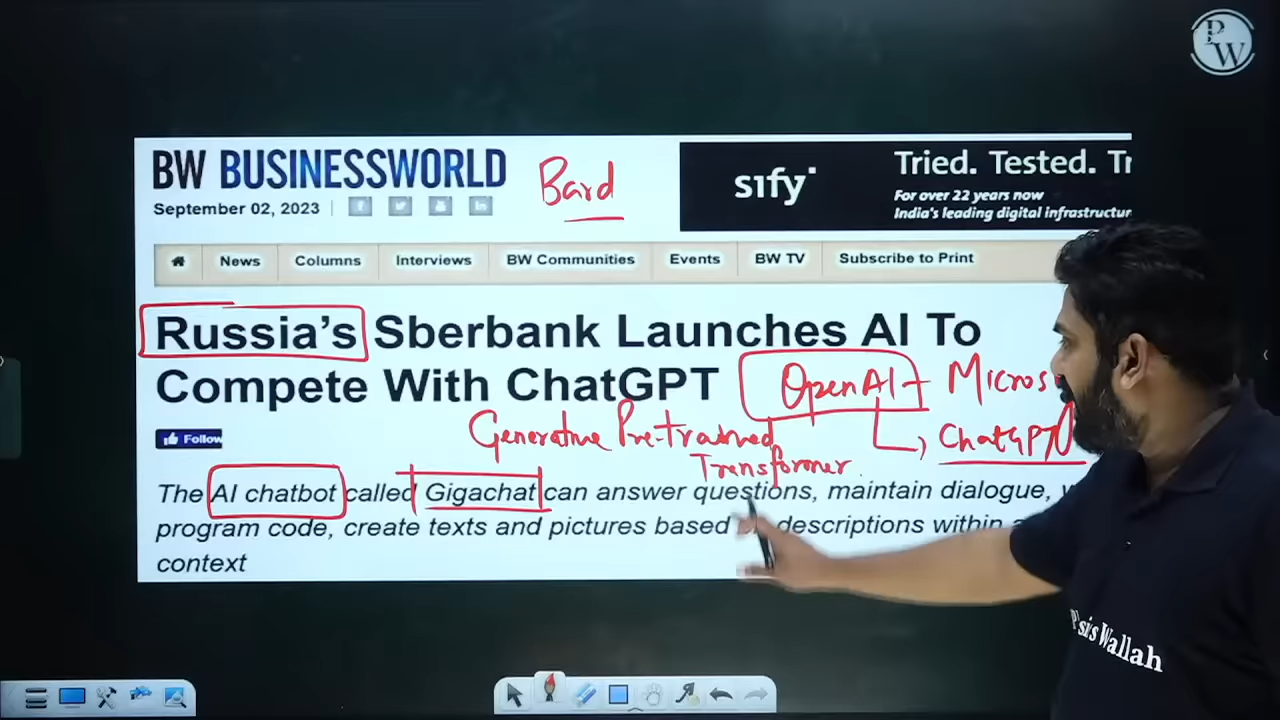 PW
BW BUSINESSWORLD
Bard
September 02, 2023
sify
Tried. Tested. Tr
For over 22 years now
India's leading digital infrastructur
News Columns Interviews BW Communities Events BW TV Subscribe to Print
Russia's Sberbank Launches AI To
Compete With ChatGPT
OpenAI - Micros
ChatGPT
Generative Pre-trained
Transformer
Follow
The AI chatbot called Gigachat can answer questions, maintain dialogue,
program code, create texts and pictures based descriptions within
context
Wallah